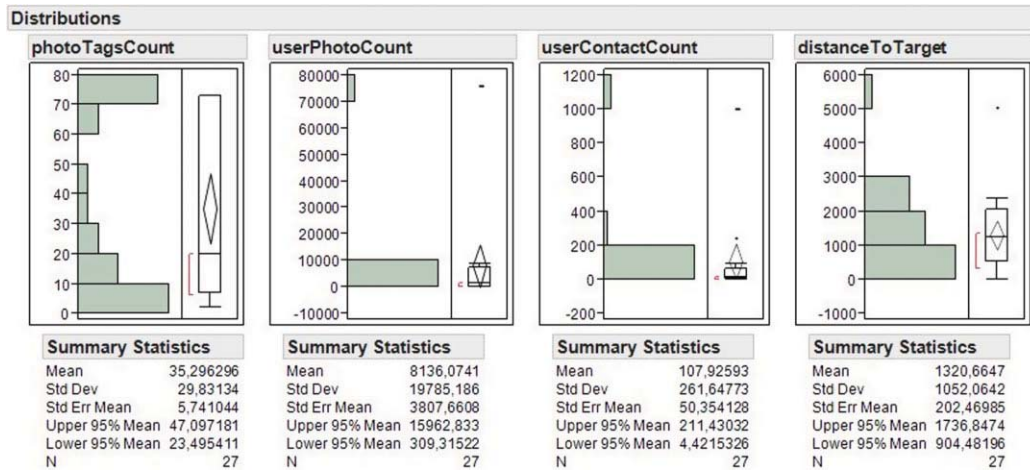 Distributions
photoTagsCount
80
70
60
50
40
30
20
10
0
Summary Statistics
Mean 35,296296
Std Dev 29,83134
Std Err Mean 5,741044
Upper 95% Mean 47,097181
Lower 95% Mean 23,495411
N 27
userPhotoCount
80000
70000
60000
50000
40000
30000
20000
10000
0
-10000
Summary Statistics
Mean 8136,0741
Std Dev 19785,186
Std Err Mean 3807,6608
Upper 95% Mean 15962,833
Lower 95% Mean 309,31522
N 27
userContactCount
1200
1000
800
600
400
200
0
-200
Summary Statistics
Mean 107,92593
Std Dev 261,64773
Std Err Mean 50,354128
Upper 95% Mean 211,43032
Lower 95% Mean 4,4215326
N 27
distanceToTarget
6000
5000
4000
3000
2000
1000
0
-1000
Summary Statistics
Mean 1320,6647
Std Dev 1052,0642
Std Err Mean 202,46985
Upper 95% Mean 1736,8474
Lower 95% Mean 904,48196
N 27